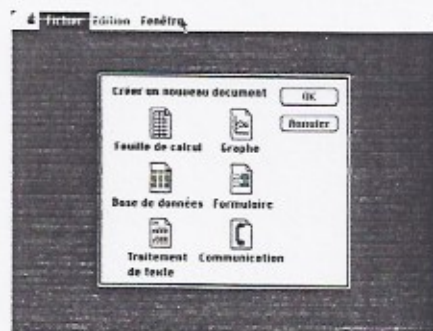 Fichier Edition Fenêtre
Créer un nouveau document
OK
Annuler
Feuille de calcul Graphe
Base de données Formulaire
Traitement de texte Communication